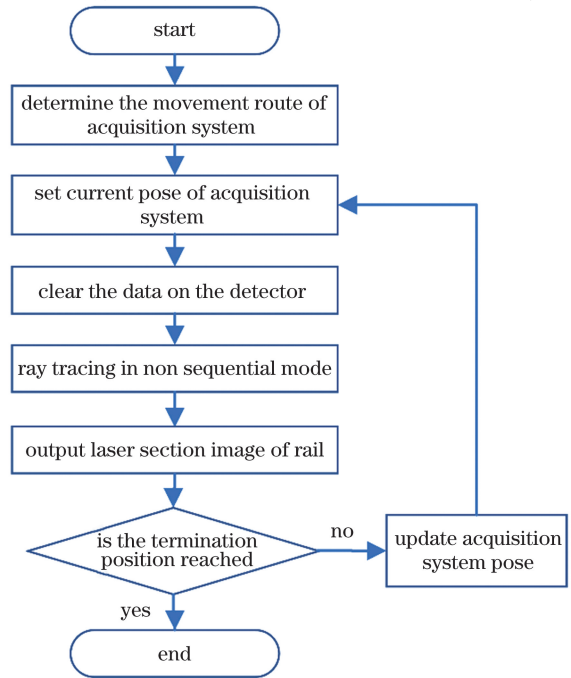 start
determine the movement route of
acquisition system
set current pose of acquisition
system
clear the data on the detector
ray tracing in non sequential mode
output laser section image of rail
is the termination
position reached
no
update acquisition
system pose
yes
end